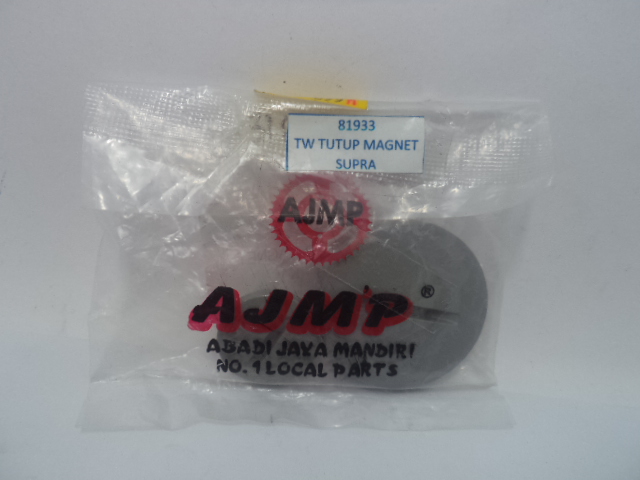 81933
TW TUTUP MAGNET
SUPRA
AJMP
AJMP ®
ABADI JAYA MANDIRI
NO. 1 LOCAL PARTS